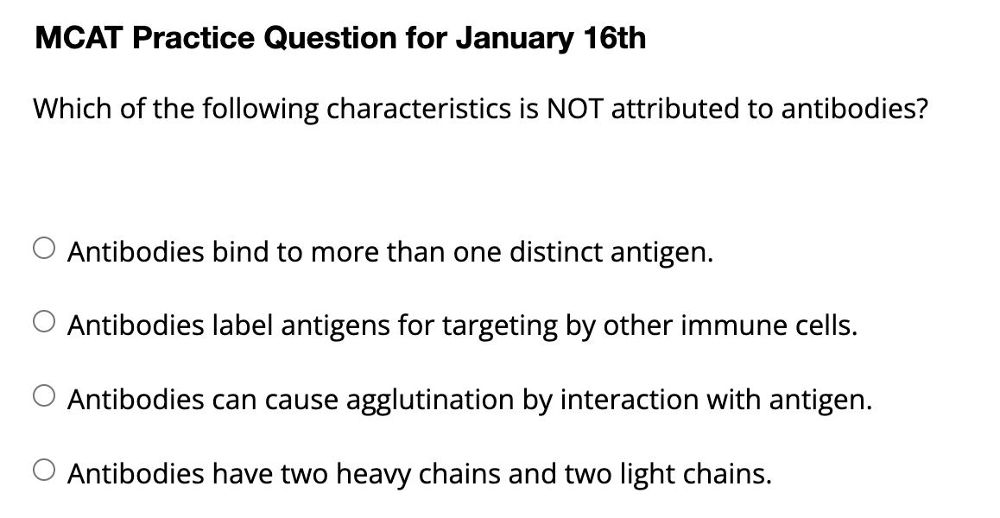 MCAT Practice Question for January 16th
Which of the following characteristics is NOT attributed to antibodies?
Antibodies bind to more than one distinct antigen.
Antibodies label antigens for targeting by other immune cells.
Antibodies can cause agglutination by interaction with antigen.
Antibodies have two heavy chains and two light chains.